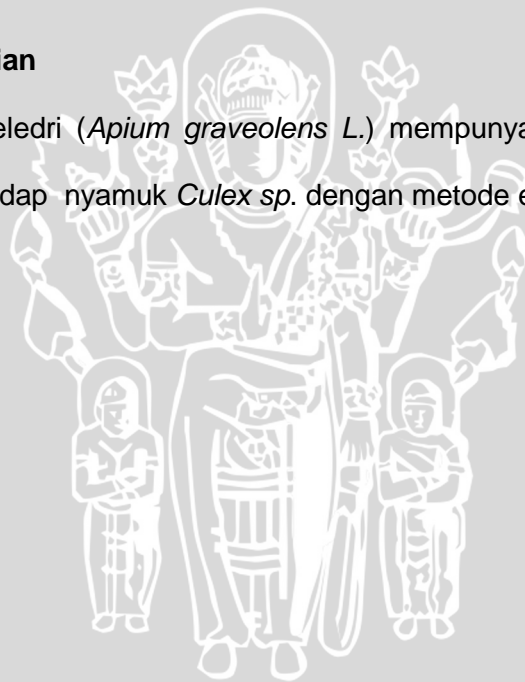 ian
eledri (Apium graveolens L.) mempunya
dap nyamuk Culex sp. dengan metode e